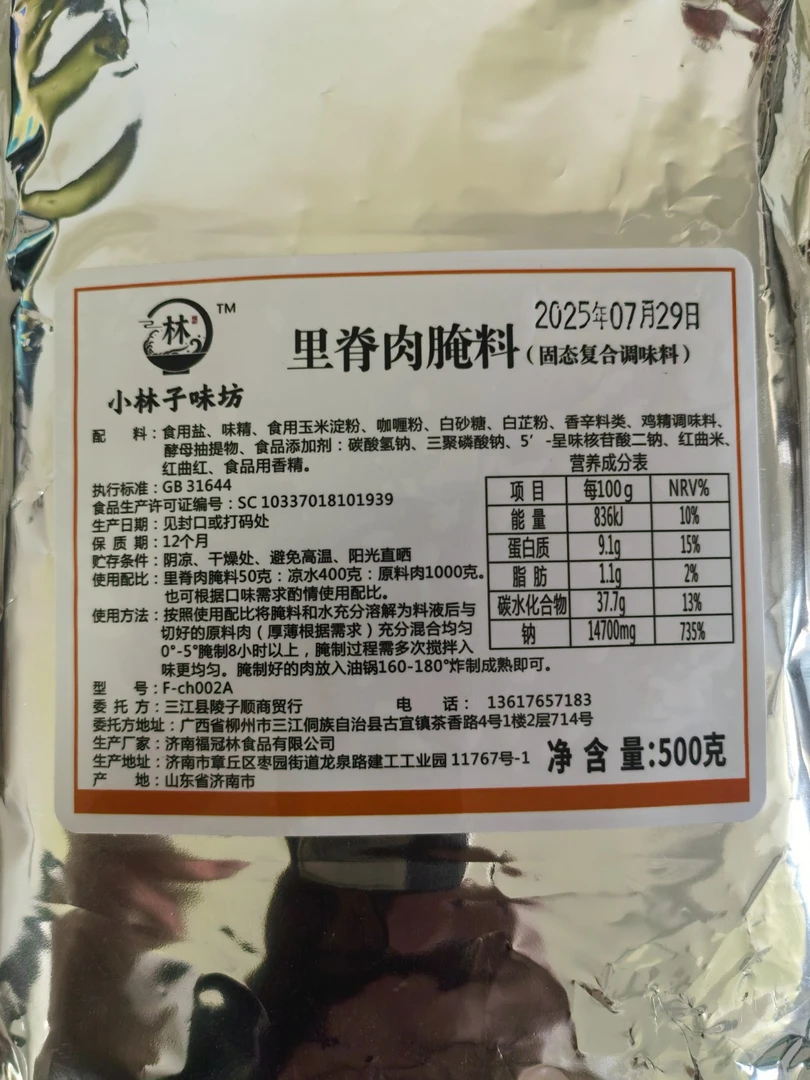 林
TM
小林子味坊
里脊肉腌料（固态复合调味料）
2025年07月29日
配 料：食用盐、味精、食用玉米淀粉、咖喱粉、白砂糖、白芷粉、香辛料类、鸡精调味料、
酵母抽提物、食品添加剂：碳酸氢钠、三聚磷酸钠、5′-呈味核苷酸二钠、红曲米、
红曲红、食品用香精。
执行标准：GB 31644
食品生产许可证编号：SC 10337018101939
生产日期：见封口或打码处
保 质 期：12个月
贮存条件：阴凉、干燥处、避免高温、阳光直晒
使用配比：里脊肉腌料50克：凉水400克：原料肉1000克。
也可根据口味需求酌情使用配比。
使用方法：按照使用配比将腌料和水充分溶解为料液后与
切好的原料肉（厚薄根据需求）充分混合均匀
0°-5°腌制8小时以上，腌制过程需多次搅拌入
味更均匀。腌制好的肉放入油锅160-180°炸制成熟即可。
营养成分表
项 目 每100g NRV%
能 量 836kJ 10%
蛋白质 9.1g 15%
脂 肪 1.1g 2%
碳水化合物 37.7g 13%
钠 14700mg 735%
型 号：F-ch002A
委 托 方：三江县陵子顺商贸行 电 话： 13617657183
委托方地址：广西省柳州市三江侗族自治县古宜镇茶香路4号1楼2层714号
生产厂家：济南福冠林食品有限公司
生产地址：济南市章丘区枣园街道龙泉路建工工业园 11767号-1
产 地：山东省济南市
净 含 量:500克